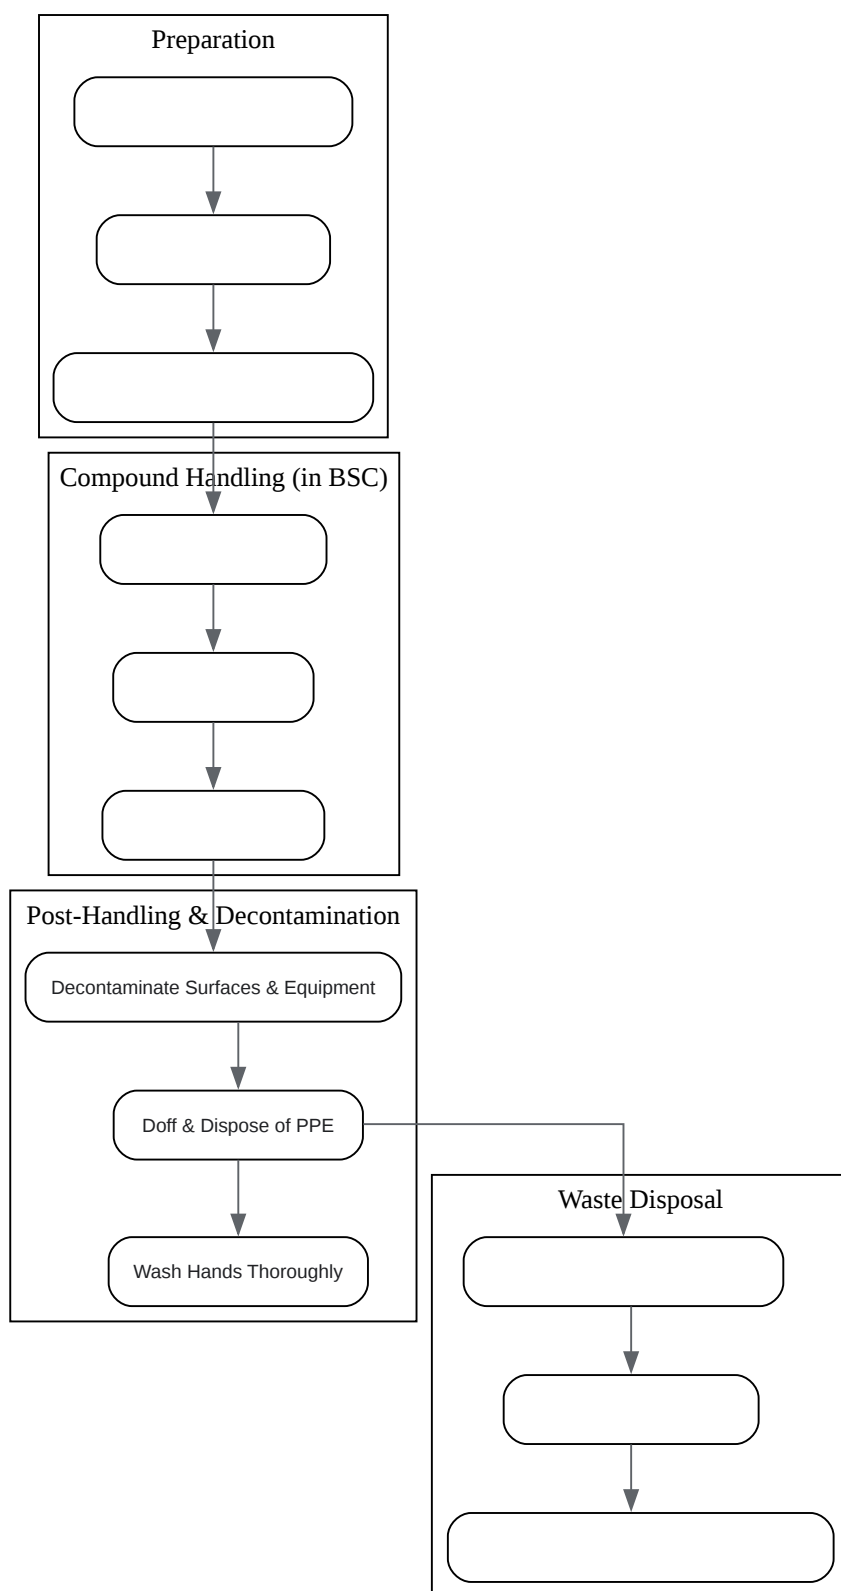 Preparation
Compound Handling (in BSC)
Post-Handling & Decontamination
Decontaminate Surfaces & Equipment
Doff & Dispose of PPE
Wash Hands Thoroughly
Waste Disposal